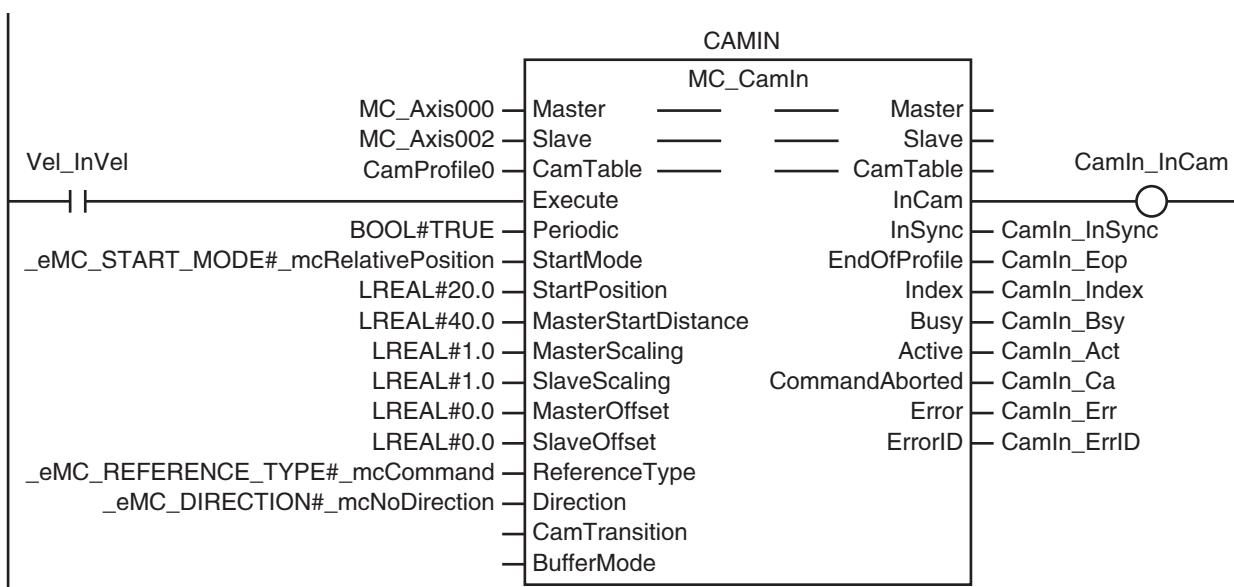 CAMIN
MC_CamIn
MC_Axis000 Master Master
MC_Axis002 Slave Slave
Vel_InVel CamProfile0 CamTable CamTable CamIn_InCam
Execute InCam
BOOL#TRUE Periodic InSync CamIn_InSync
_eMC_START_MODE#_mcRelativePosition StartMode EndOfProfile CamIn_Eop
LREAL#20.0 StartPosition Index CamIn_Index
LREAL#40.0 MasterStartDistance Busy CamIn_Bsy
LREAL#1.0 MasterScaling Active CamIn_Act
LREAL#1.0 SlaveScaling CommandAborted CamIn_Ca
LREAL#0.0 MasterOffset Error CamIn_Err
LREAL#0.0 SlaveOffset ErrorID CamIn_ErrID
_eMC_REFERENCE_TYPE#_mcCommand ReferenceType
_eMC_DIRECTION#_mcNoDirection Direction
CamTransition
BufferMode